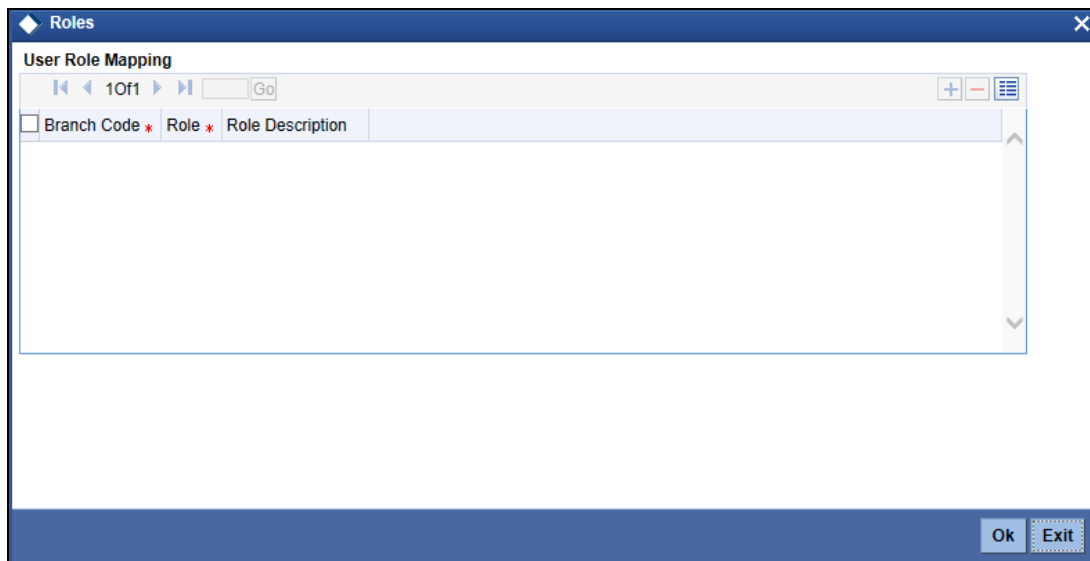 Roles
User Role Mapping
1Of1 Go
Branch Code * Role * Role Description
Ok Exit